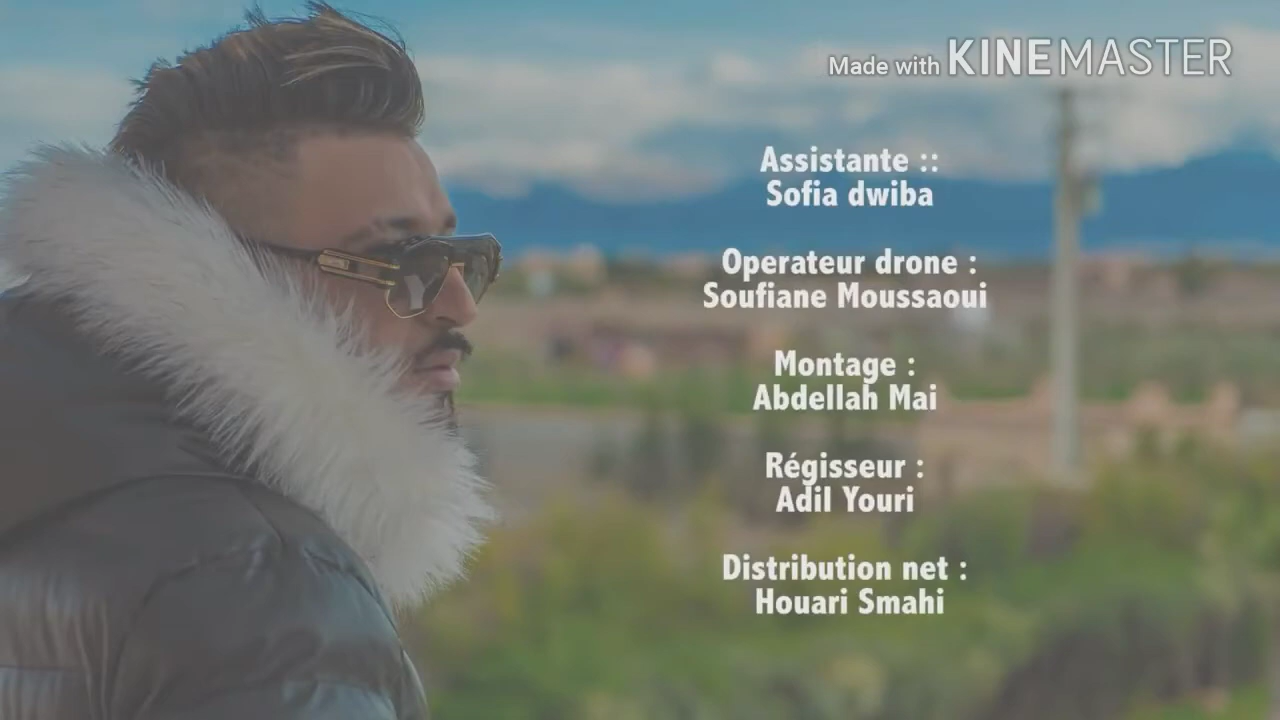 Made with KINEMASTER
Assistante ::
Sofia dwiba
Operateur drone :
Soufiane Moussaoui
Montage :
Abdellah Mai
Régisseur :
Adil Youri
Distribution net :
Houari Smahi